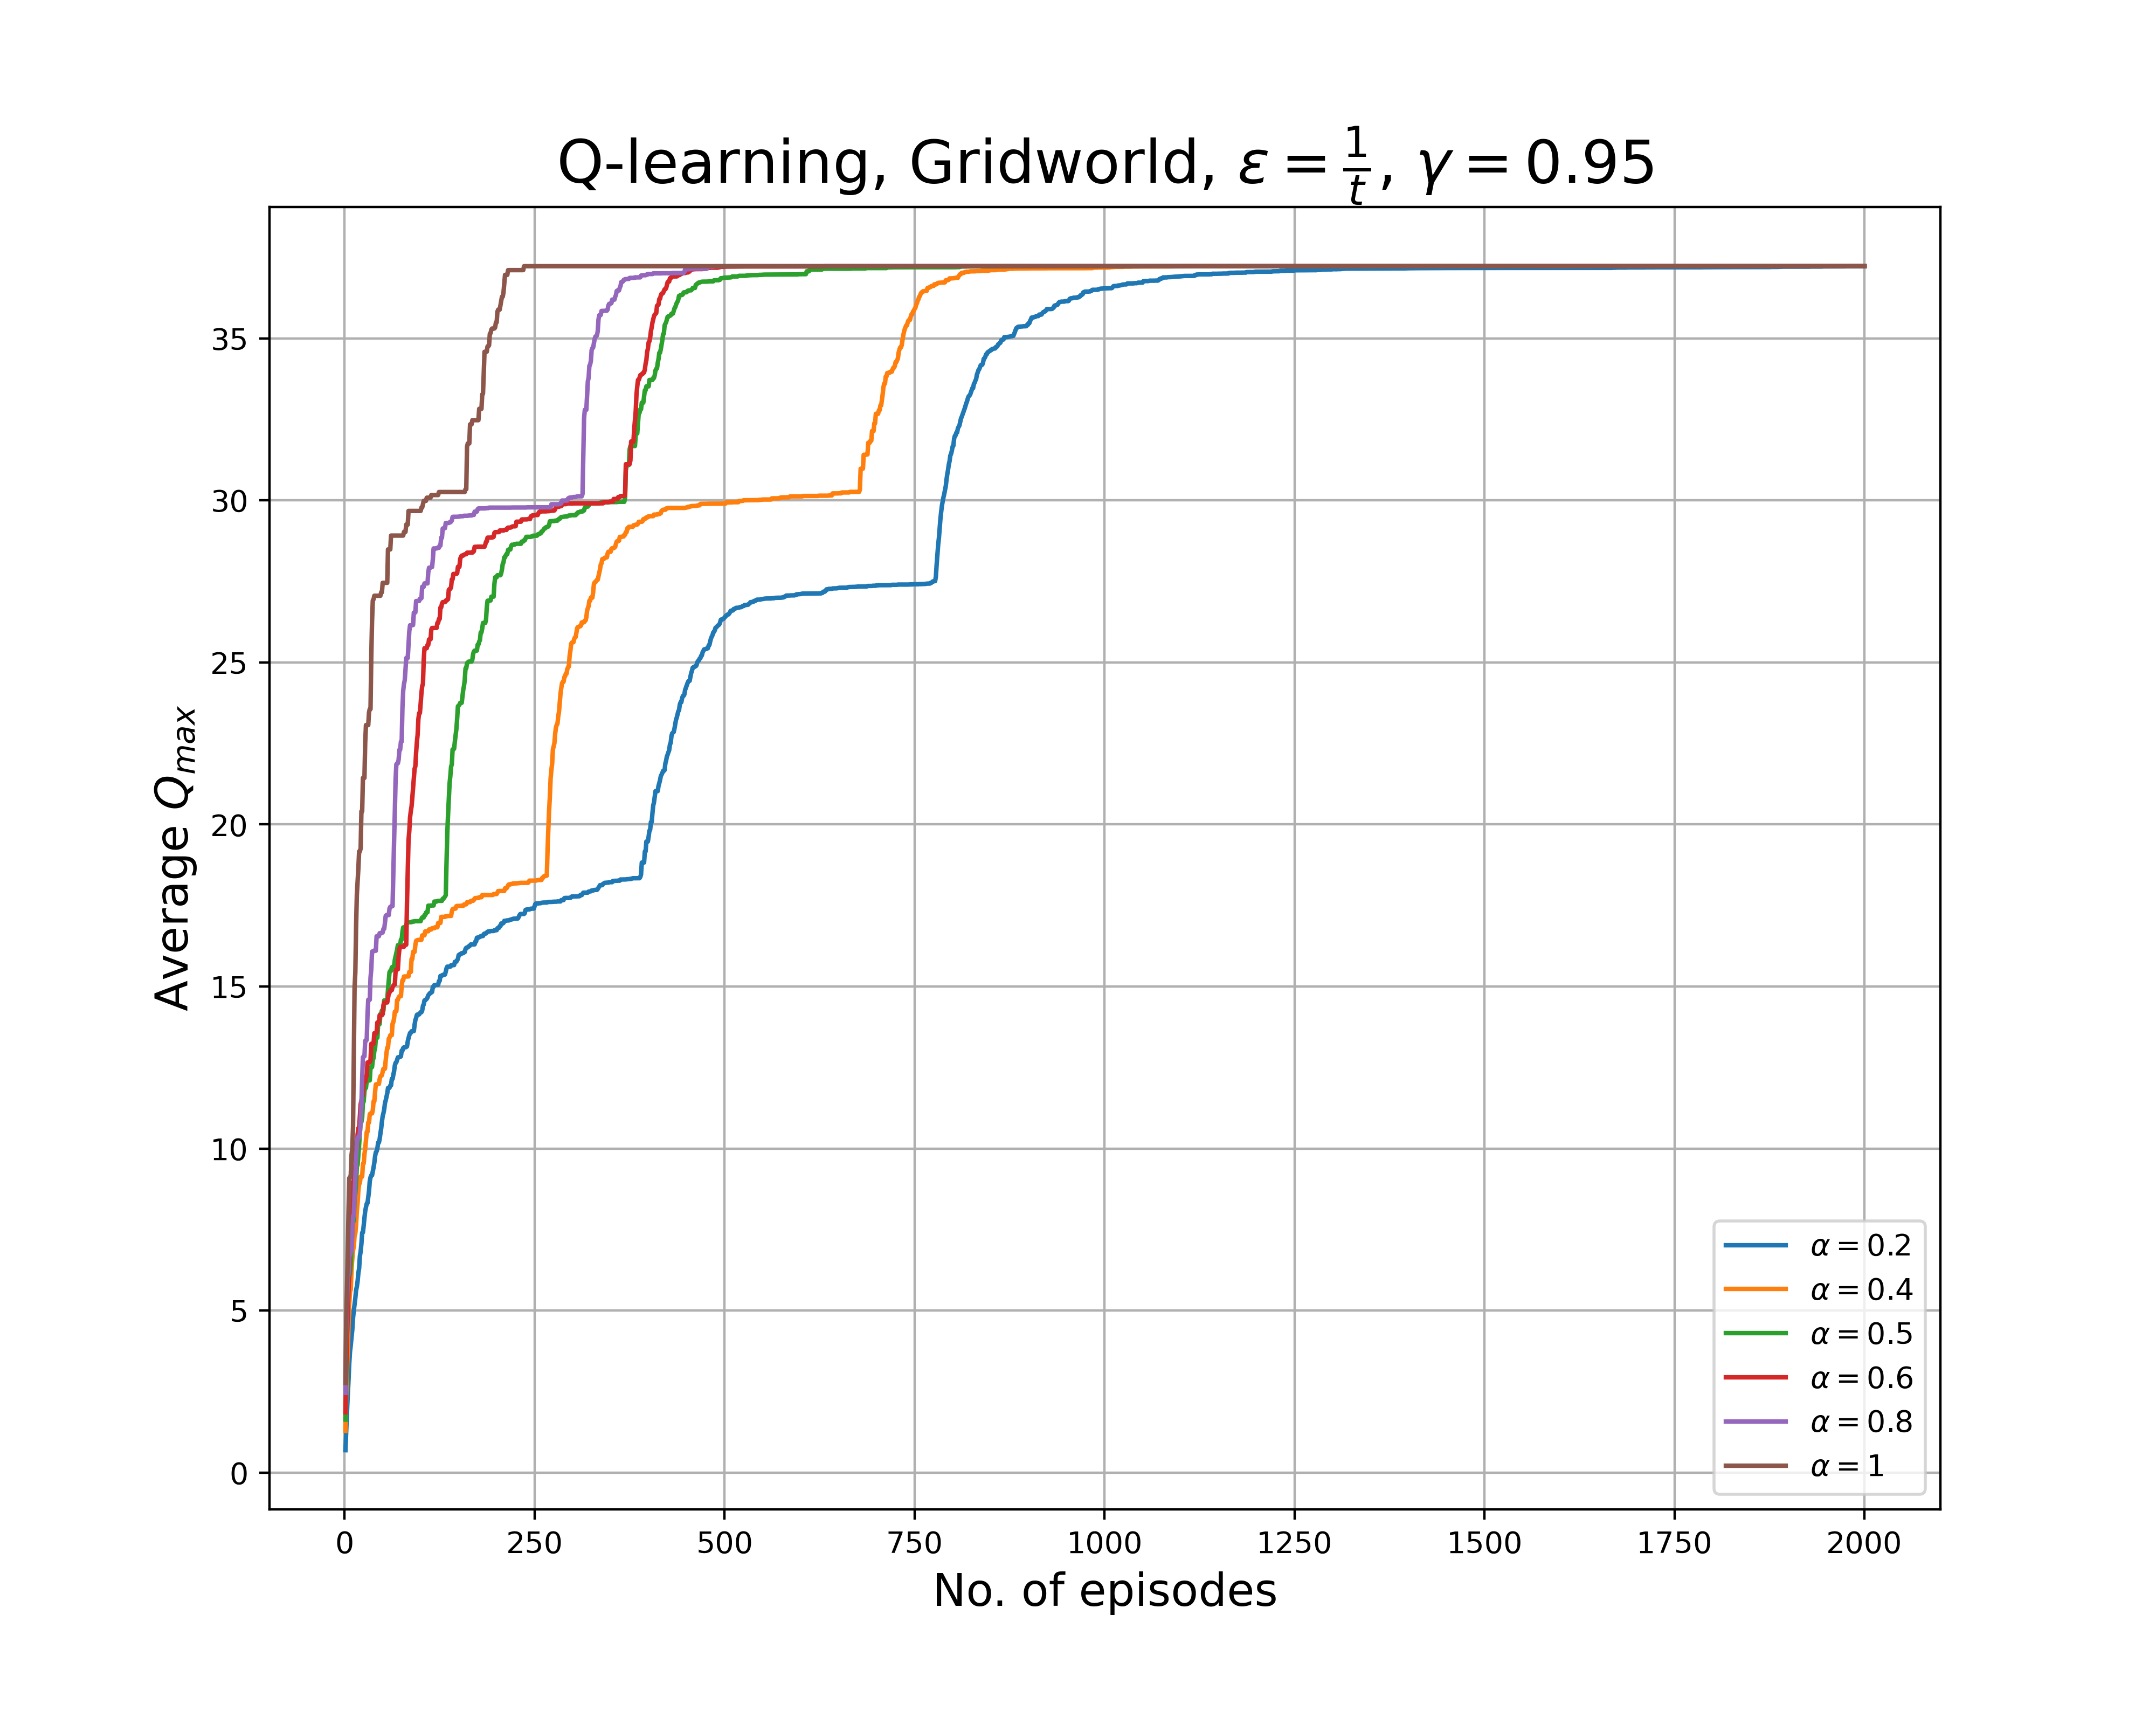 Q-learning, Gridworld, ε = 1/t, γ = 0.95
Average Q_max
35
30
25
20
15
10
5
0
α = 0.2
α = 0.4
α = 0.5
α = 0.6
α = 0.8
α = 1
0 250 500 750 1000 1250 1500 1750 2000
No. of episodes